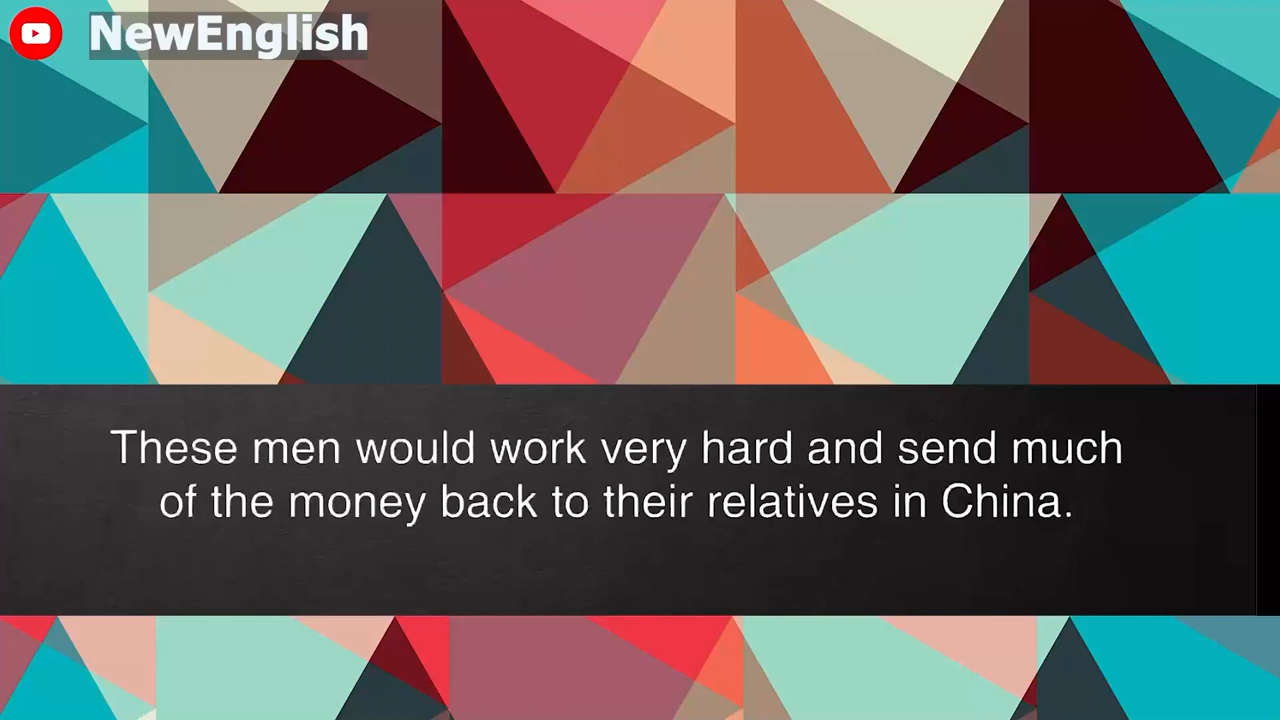 NewEnglish
These men would work very hard and send much
of the money back to their relatives in China.